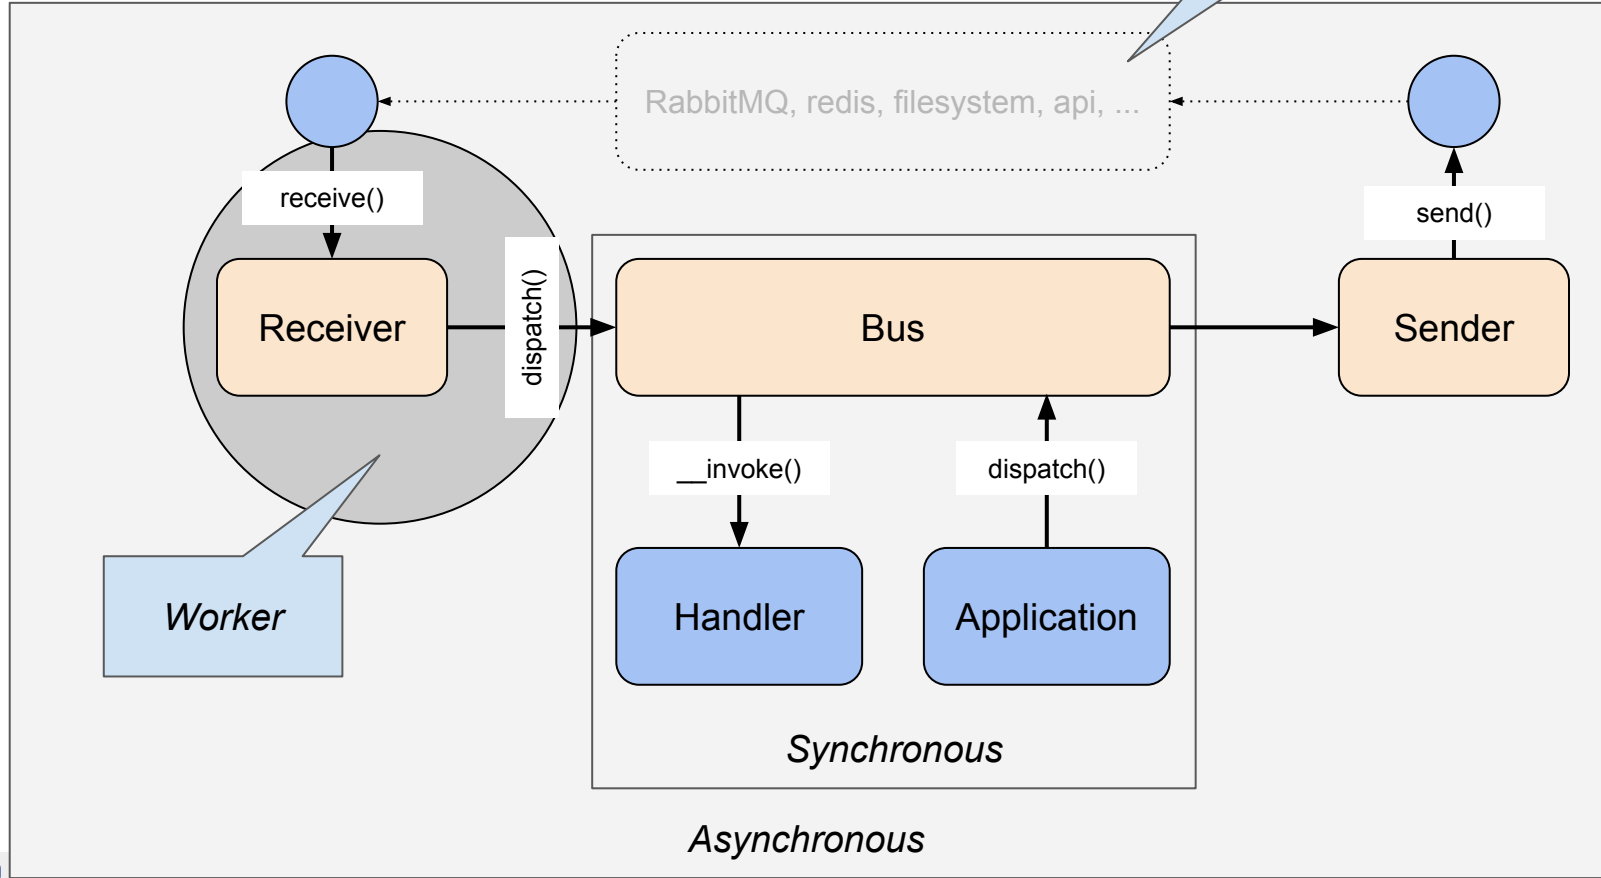 RabbitMQ, redis, filesystem, api, ...
receive()
send()
dispatch()
Receiver
Bus
Sender
__invoke()
dispatch()
Worker
Handler
Application
Synchronous
Asynchronous